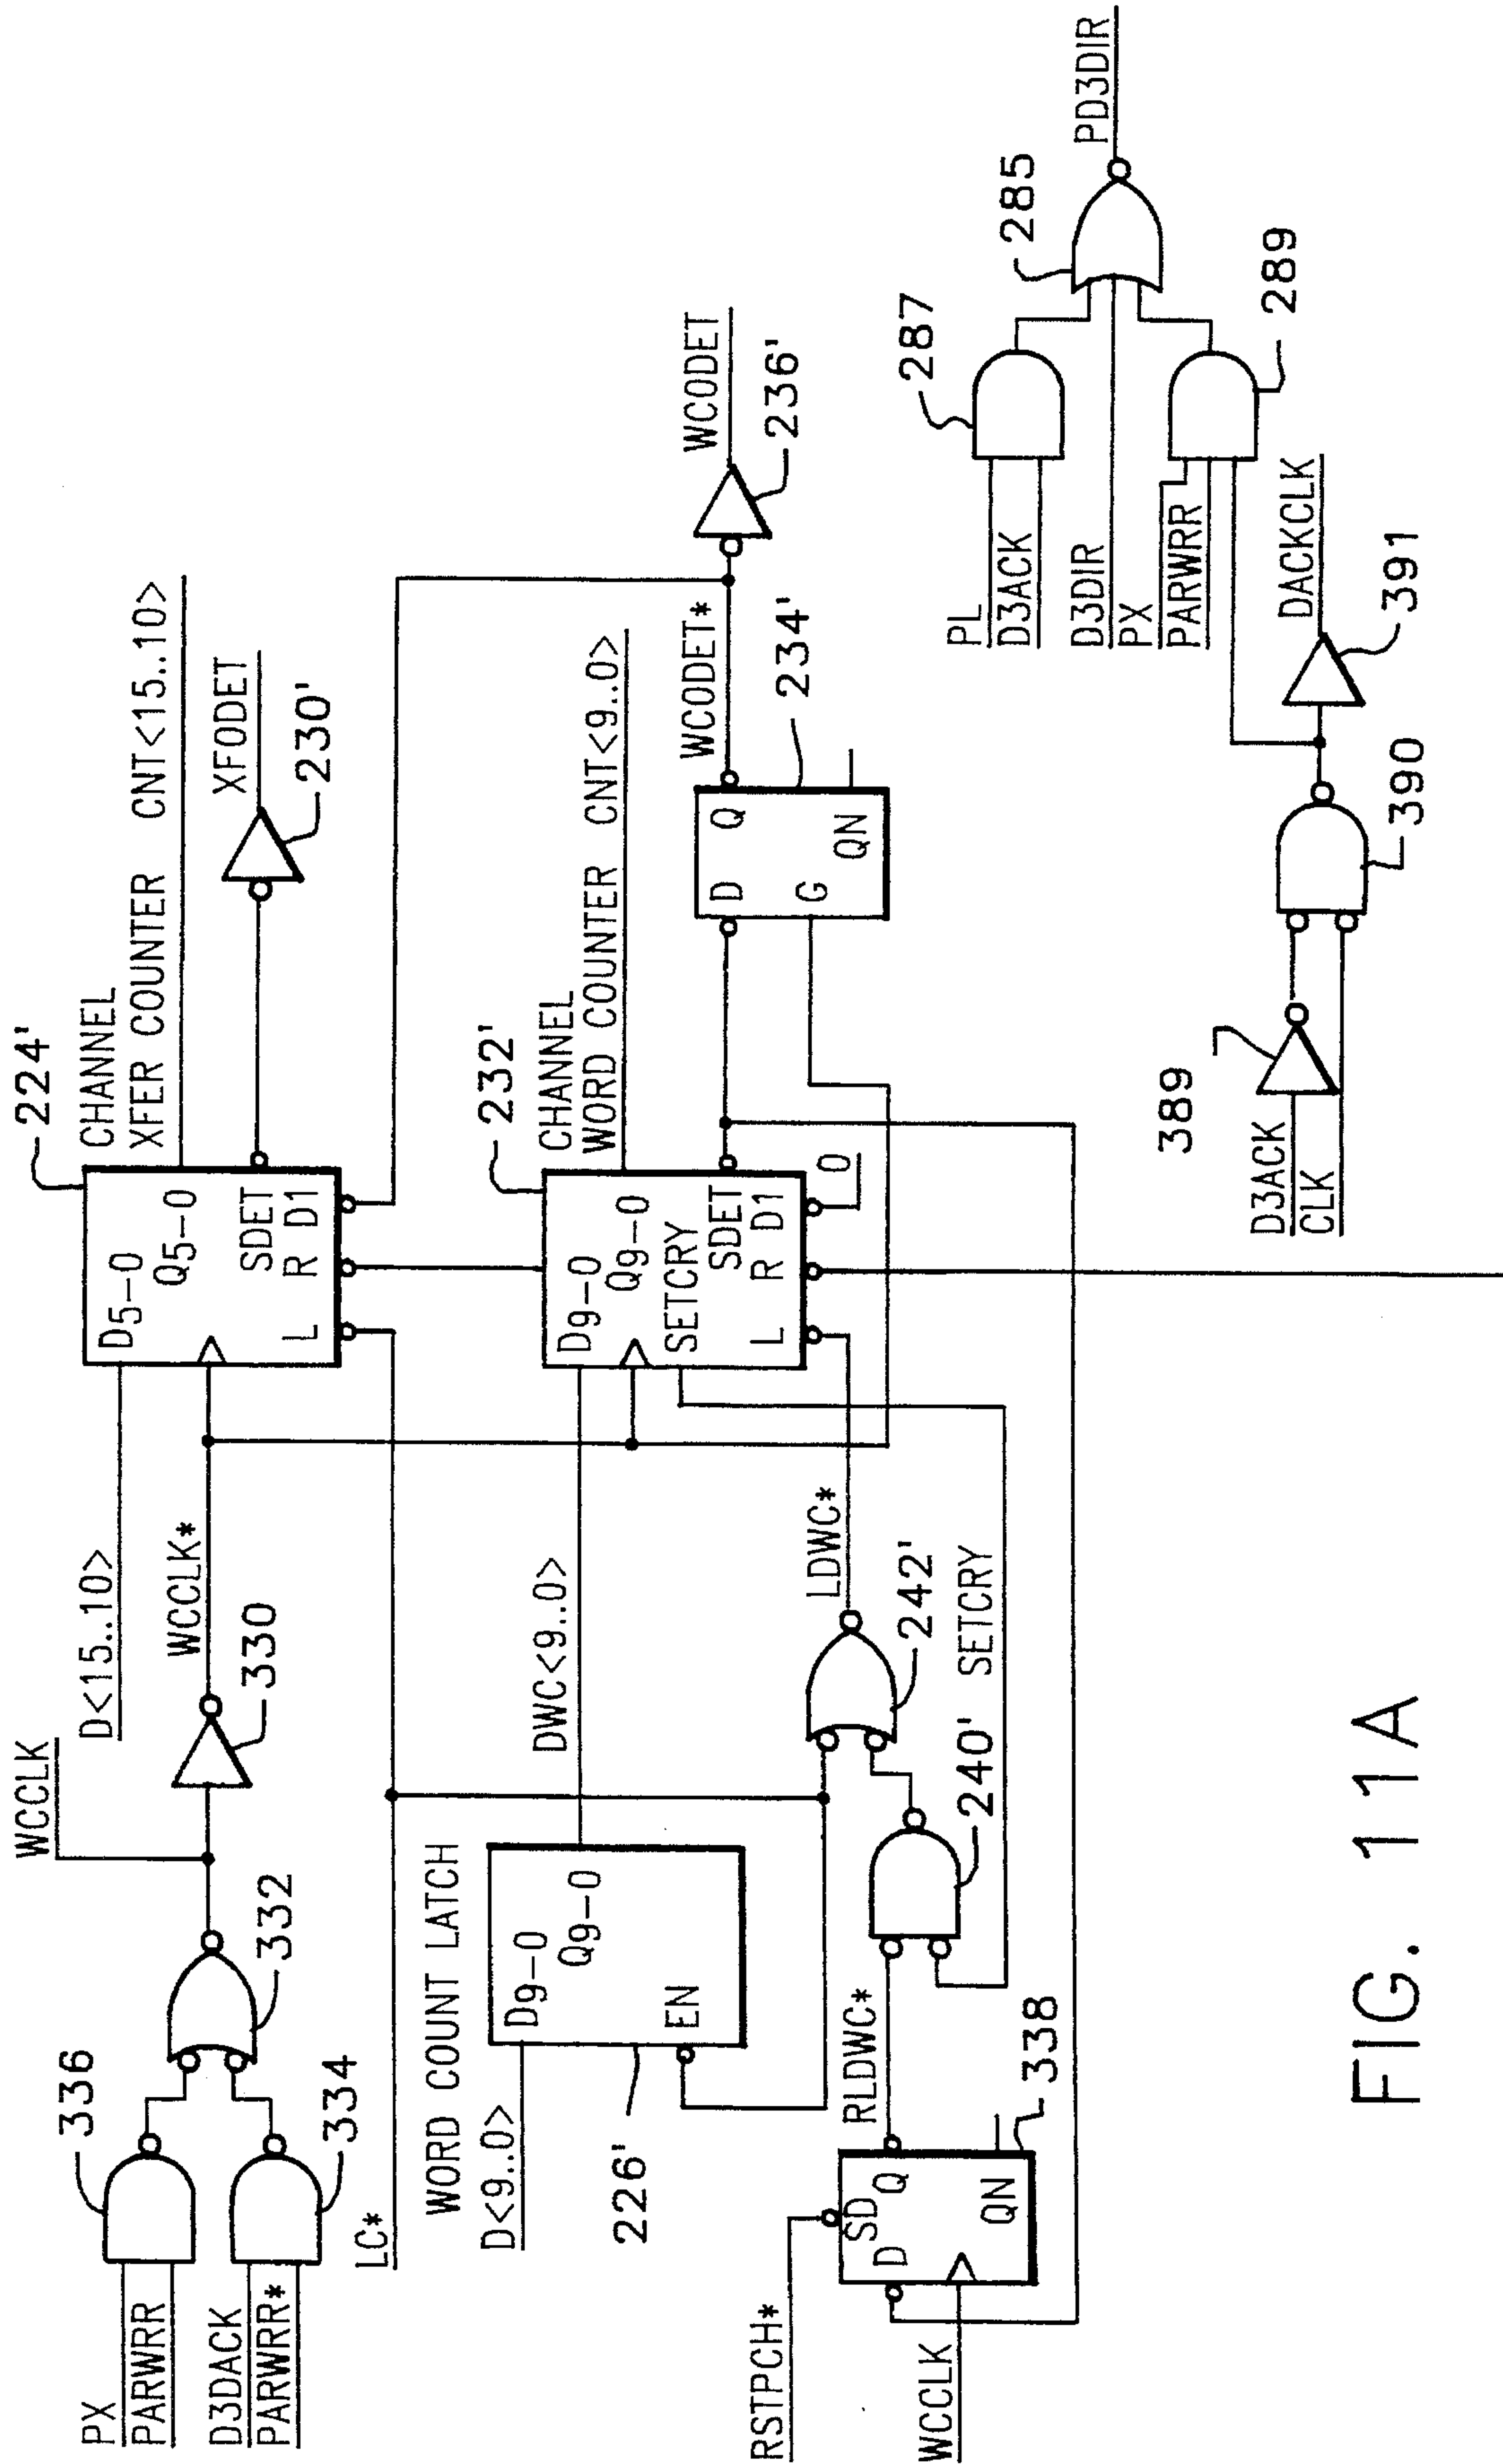 PX
PARWRR
336
D3DACK
PARWRR*
334
332
WCCLK
330
WCCLK*
D<15..10>
224'
D5-0
Q5-0
SDET
L R D1
CHANNEL
XFER COUNTER CNT<15..10>
XFODET
230'
LC*
WORD COUNT LATCH
D<9..0>
D9-0
Q9-0
EN
226'
DWC<9..0>
232'
D9-0
Q9-0
SETCRY
SDET
L R D1
0
CHANNEL
WORD COUNTER CNT<9..0>
WCODET*
WCODET
236'
D Q
G
QN
234'
RSTPCH*
WCCLK
SD
D Q
QN
338
RLDWC*
240'
SETCRY
242'
LDWC*
D3ACK
CLK
389
390
391
DACKCLK
PL
D3ACK
287
D3DIR
PX
PARWRR
289
285
PD3DIR
FIG. 11A